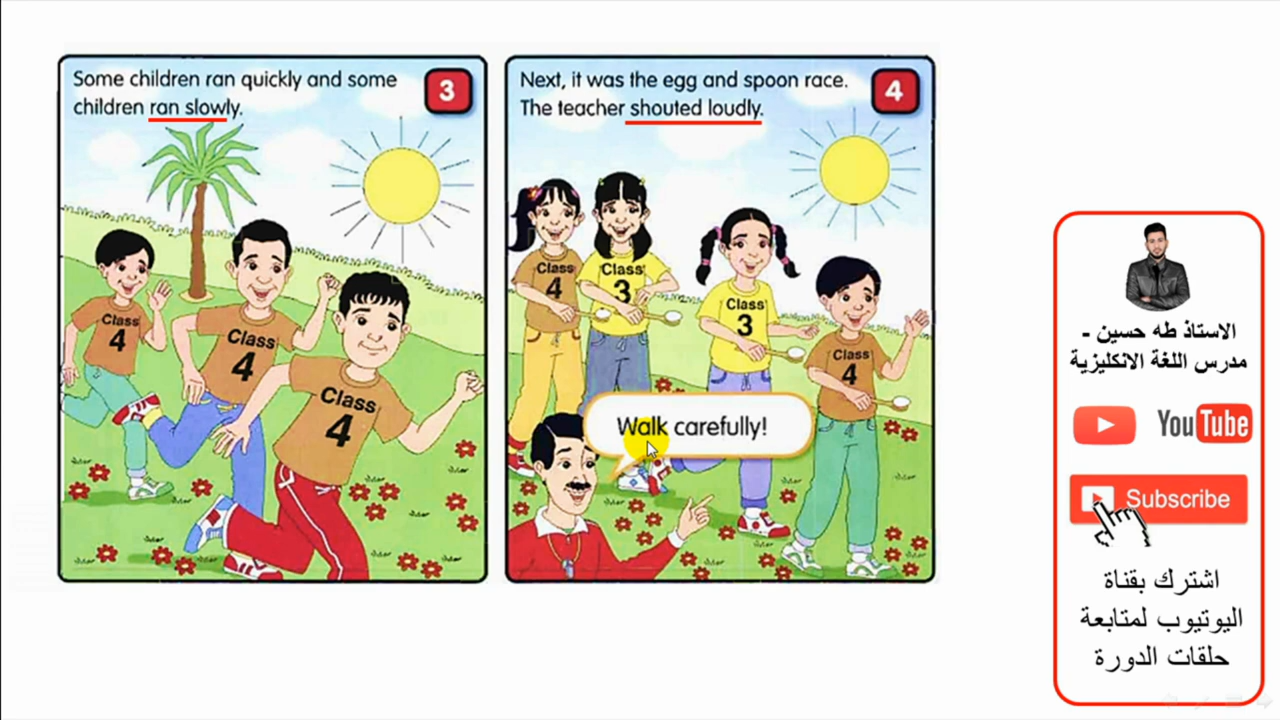 Some children ran quickly and some
children ran slowly.
3
Class
4
Class
4
Class
4
Next, it was the egg and spoon race.
The teacher shouted loudly.
4
Class
4
Class
3
Class
3
Class
4
Walk carefully!
الاستاذ طه حسين -
مدرس اللغة الانكليزية
YouTube
Subscribe
اشترك بقناة
اليوتيوب لمتابعة
حلقات الدورة